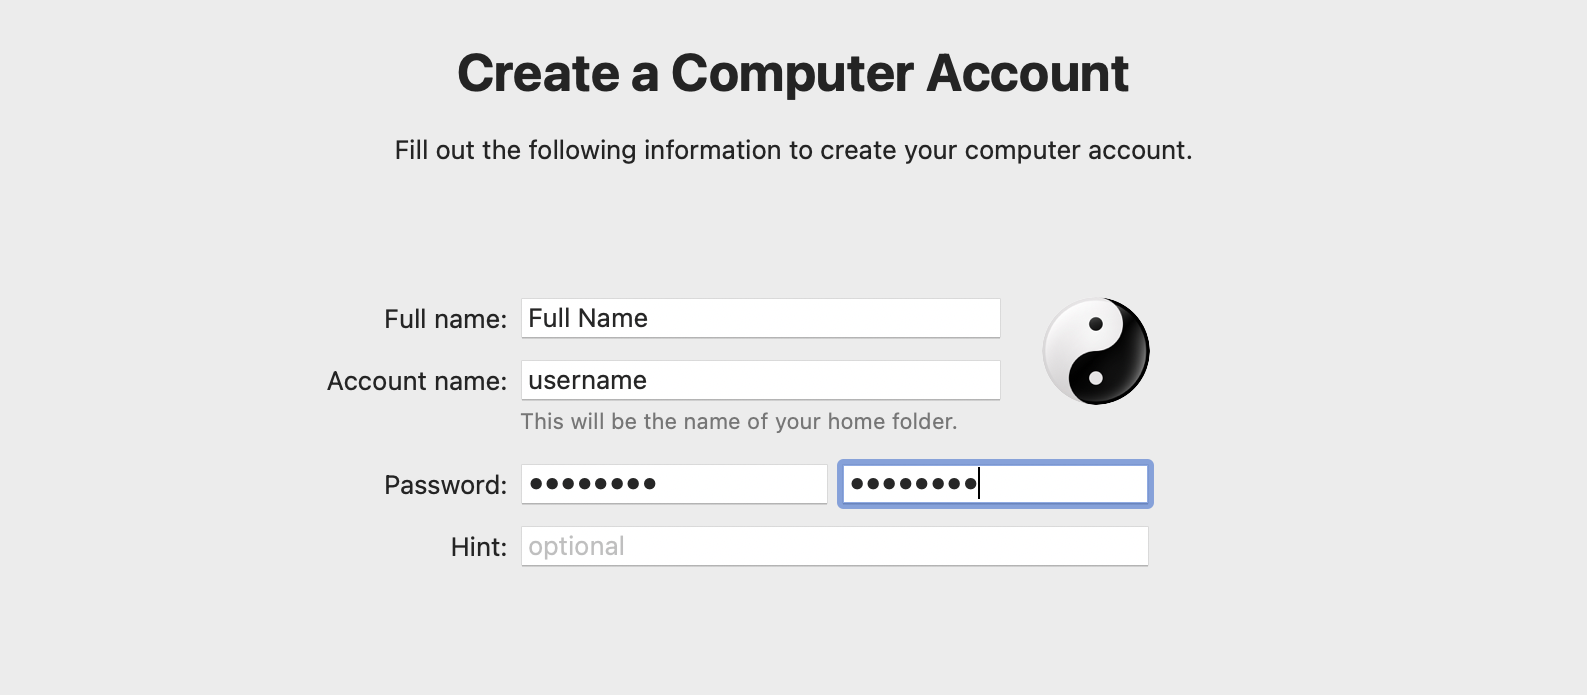 Create a Computer Account
Fill out the following information to create your computer account.
Full name: Full Name
Account name: username
This will be the name of your home folder.
Password: •••••••• ••••••••
Hint: optional